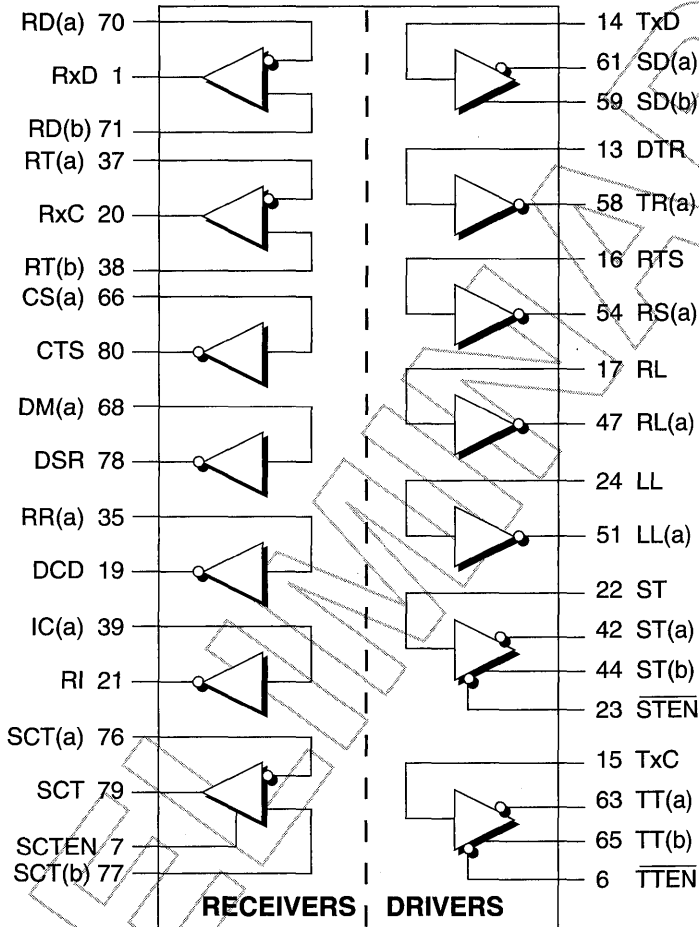 RD(a) 70
RxD 1
RD(b) 71
RT(a) 37
RxC 20
RT(b) 38
CS(a) 66
CTS 80
DM(a) 68
DSR 78
RR(a) 35
DCD 19
IC(a) 39
RI 21
SCT(a) 76
SCT 79
SCTEN 7
SCT(b) 77
RECEIVERS
14 TxD
61 SD(a)
59 SD(b)
13 DTR
58 TR(a)
16 RTS
54 RS(a)
17 RL
47 RL(a)
24 LL
51 LL(a)
22 ST
42 ST(a)
44 ST(b)
23 STEN
15 TxC
63 TT(a)
65 TT(b)
6 TTEN
DRIVERS